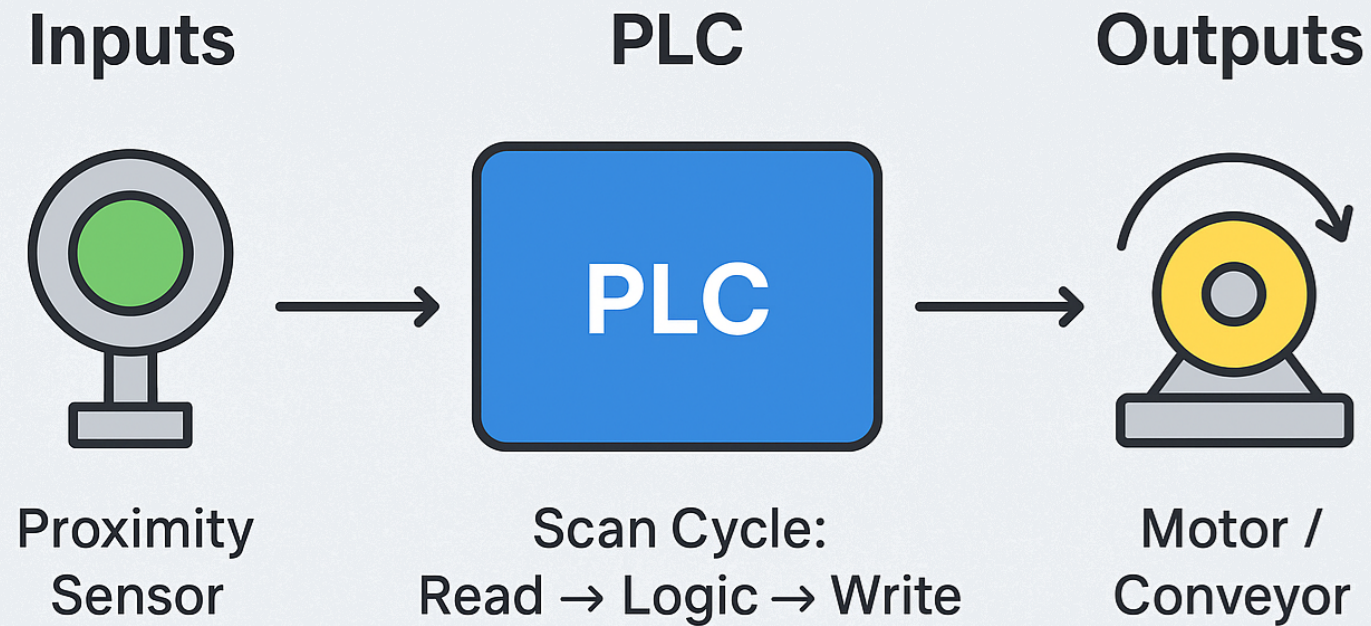 Inputs
PLC
Outputs
PLC
Proximity
Sensor
Scan Cycle:
Read → Logic → Write
Motor /
Conveyor